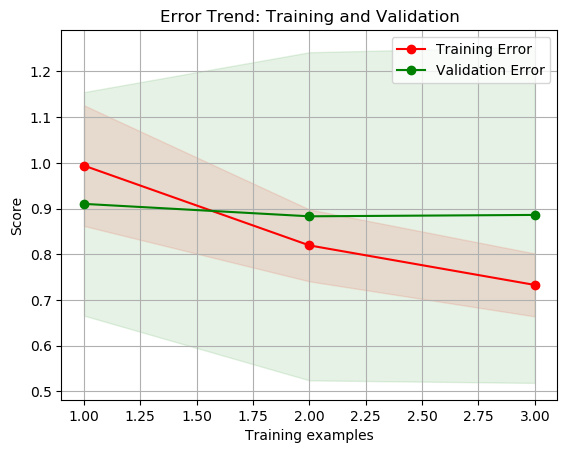 Error Trend: Training and Validation
Training Error
Validation Error
1.2
1.1
1.0
0.9
0.8
0.7
0.6
0.5
Score
1.00 1.25 1.50 1.75 2.00 2.25 2.50 2.75 3.00
Training examples